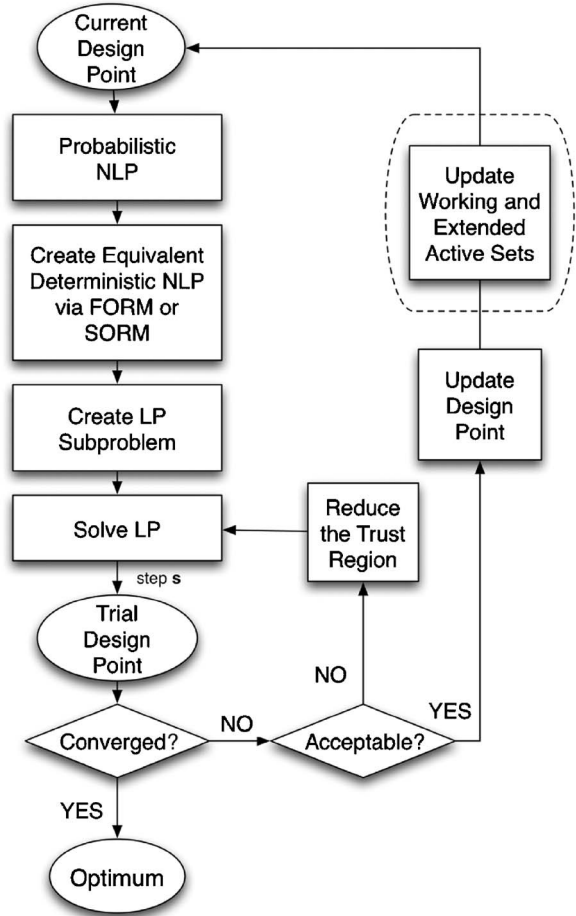 Current
Design
Point
Probabilistic
NLP
Create Equivalent
Deterministic NLP
via FORM or
SORM
Create LP
Subproblem
Solve LP
step s
Trial
Design
Point
Converged?
YES
Optimum
NO
Acceptable?
NO
Reduce
the Trust
Region
YES
Update
Design
Point
Update
Working and
Extended
Active Sets